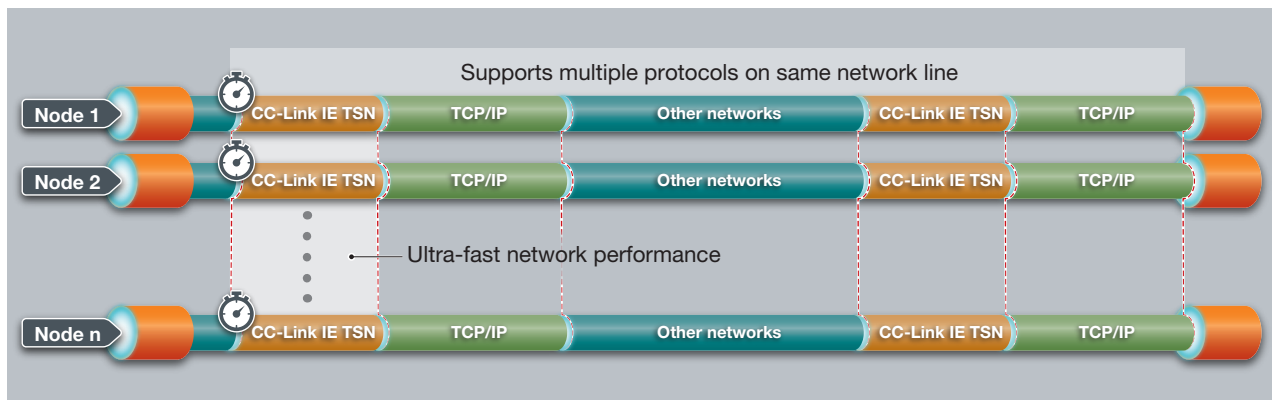 Supports multiple protocols on same network line
Node 1 CC-Link IE TSN TCP/IP Other networks CC-Link IE TSN TCP/IP
Node 2 CC-Link IE TSN TCP/IP Other networks CC-Link IE TSN TCP/IP
Ultra-fast network performance
Node n CC-Link IE TSN TCP/IP Other networks CC-Link IE TSN TCP/IP